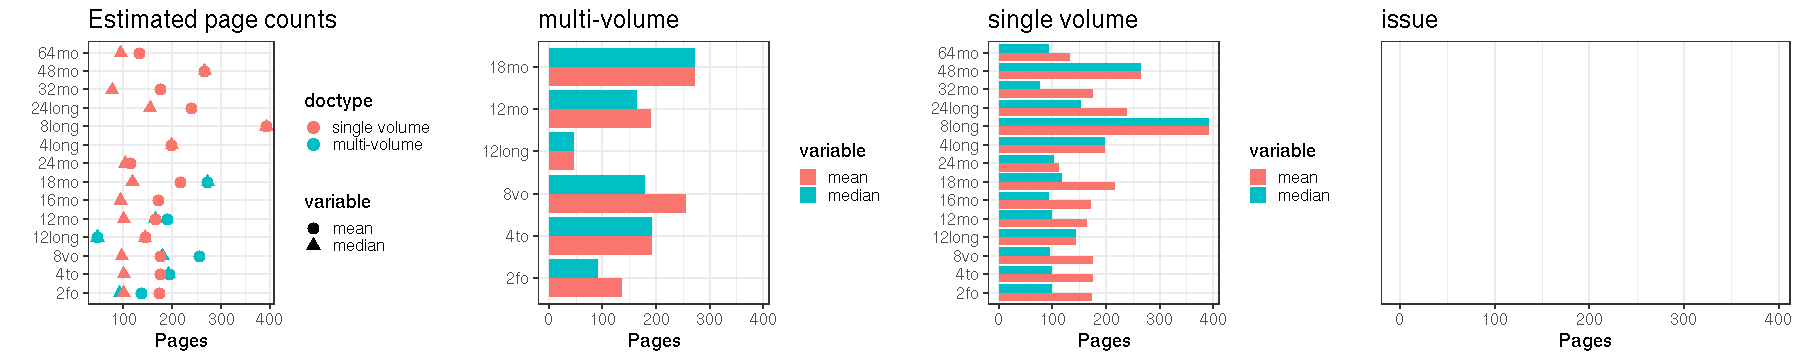 Estimated page counts
64mo
48mo
32mo
24long
8long
4long
24mo
18mo
16mo
12mo
12long
8vo
4to
2fo
100 200 300 400
Pages
doctype
single volume
multi-volume
variable
mean
median
multi-volume
18mo
12mo
12long
8vo
4to
2fo
0 100 200 300 400
Pages
variable
mean
median
single volume
64mo
48mo
32mo
24long
8long
4long
24mo
18mo
16mo
12mo
12long
8vo
4to
2fo
0 100 200 300 400
Pages
variable
mean
median
issue
0 100 200 300 400
Pages